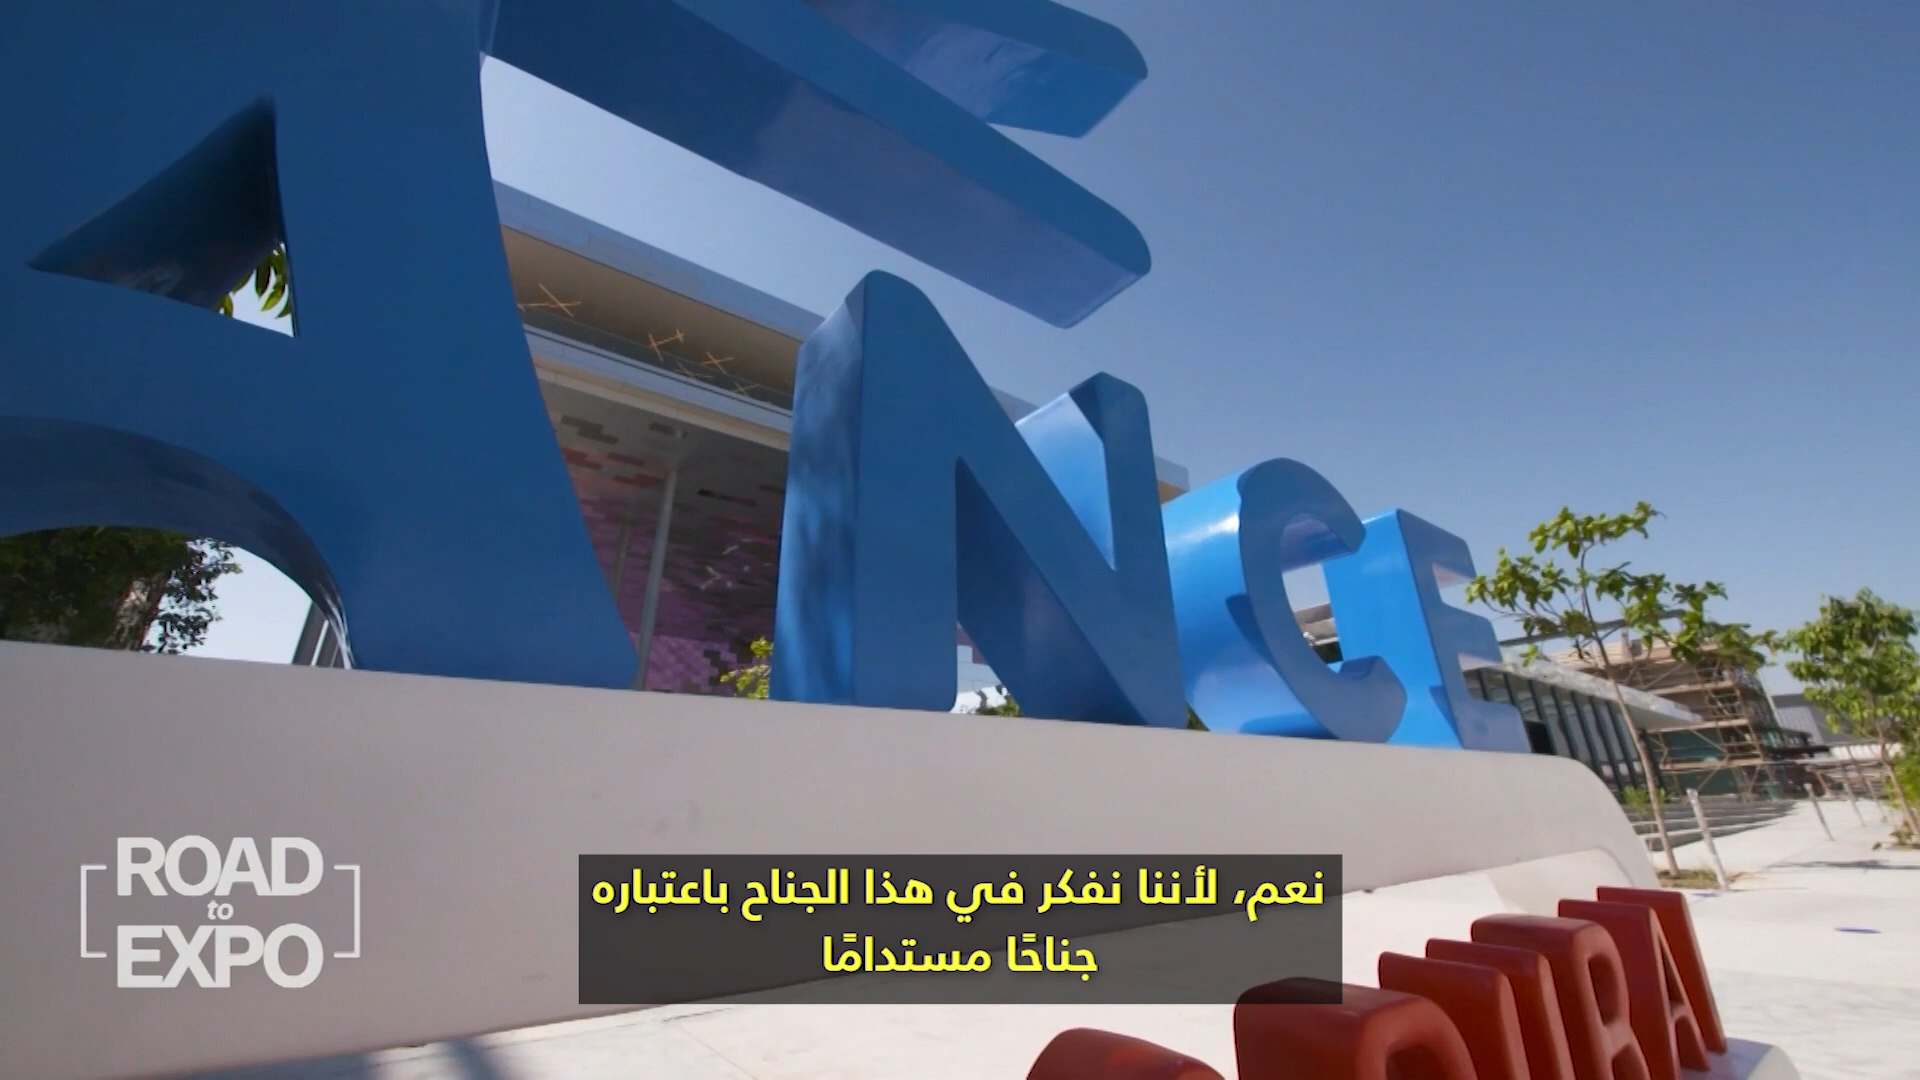 ANCE
ROAD
to
EXPO
نعم، لأننا نفكر في هذا الجناح باعتباره
جناحًا مستدامًا